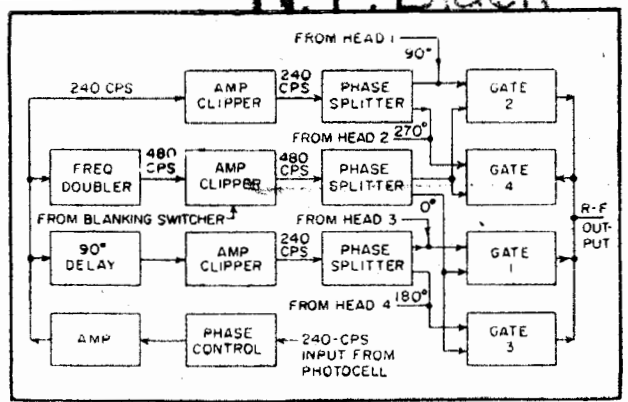 FROM HEAD 1
90°
240 CPS
AMP CLIPPER
240 CPS
PHASE SPLITTER
GATE 2
FROM HEAD 2 270°
FREQ DOUBLER
480 CPS
AMP CLIPPER
480 CPS
PHASE SPLITTER
GATE 4
FROM BLANKING SWITCHER
0°
FROM HEAD 3
R-F OUT-PUT
90° DELAY
AMP CLIPPER
240 CPS
PHASE SPLITTER
GATE 1
FROM HEAD 4 180°
AMP
PHASE CONTROL
240-CPS INPUT FROM PHOTOCELL
GATE 3